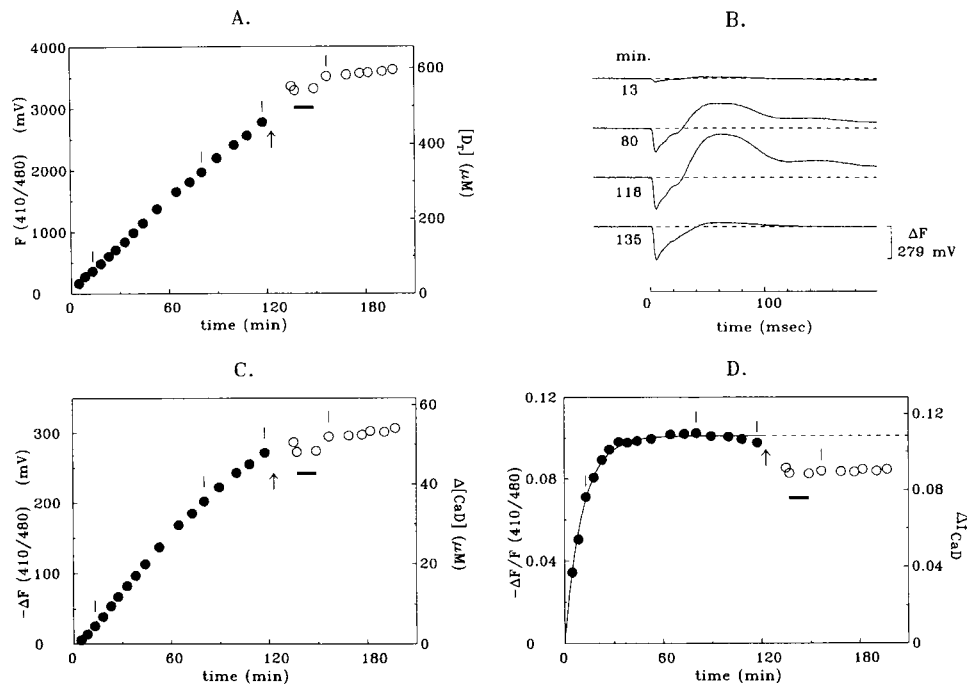 A.
4000
3000
2000
1000
0
F (410/480) (mV)
600
400
200
0
[D_T] (μM)
0 60 120 180
time (min)
B.
min.
13
80
118
135
ΔF
279 mV
0 100
time (msec)
C.
300
200
100
0
-ΔF (410/480) (mV)
60
40
20
0
Δ[CaD] (μM)
0 60 120 180
time (min)
D.
0.12
0.08
0.04
0
-ΔF/F (410/480)
0.12
0.08
0.04
0
Δf_CaD
0 60 120 180
time (min)